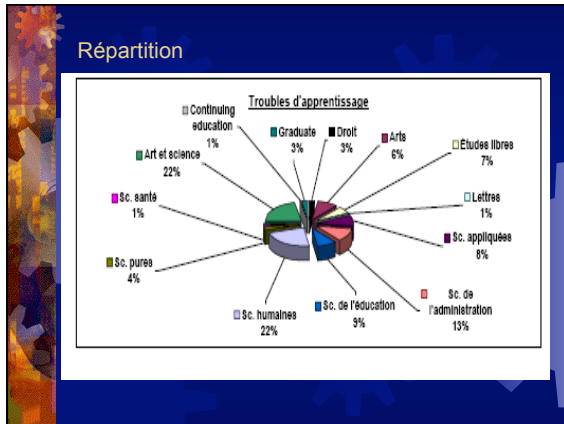 Répartition
Troubles d'apprentissage
Continuing
education
1%
Graduate
3%
Droit
3%
Arts
6%
Études libres
7%
Art et science
22%
Sc. santé
1%
Lettres
1%
Sc. appliquées
8%
Sc. pures
4%
Sc. humaines
22%
Sc. de l'éducation
9%
Sc. de
l'administration
13%